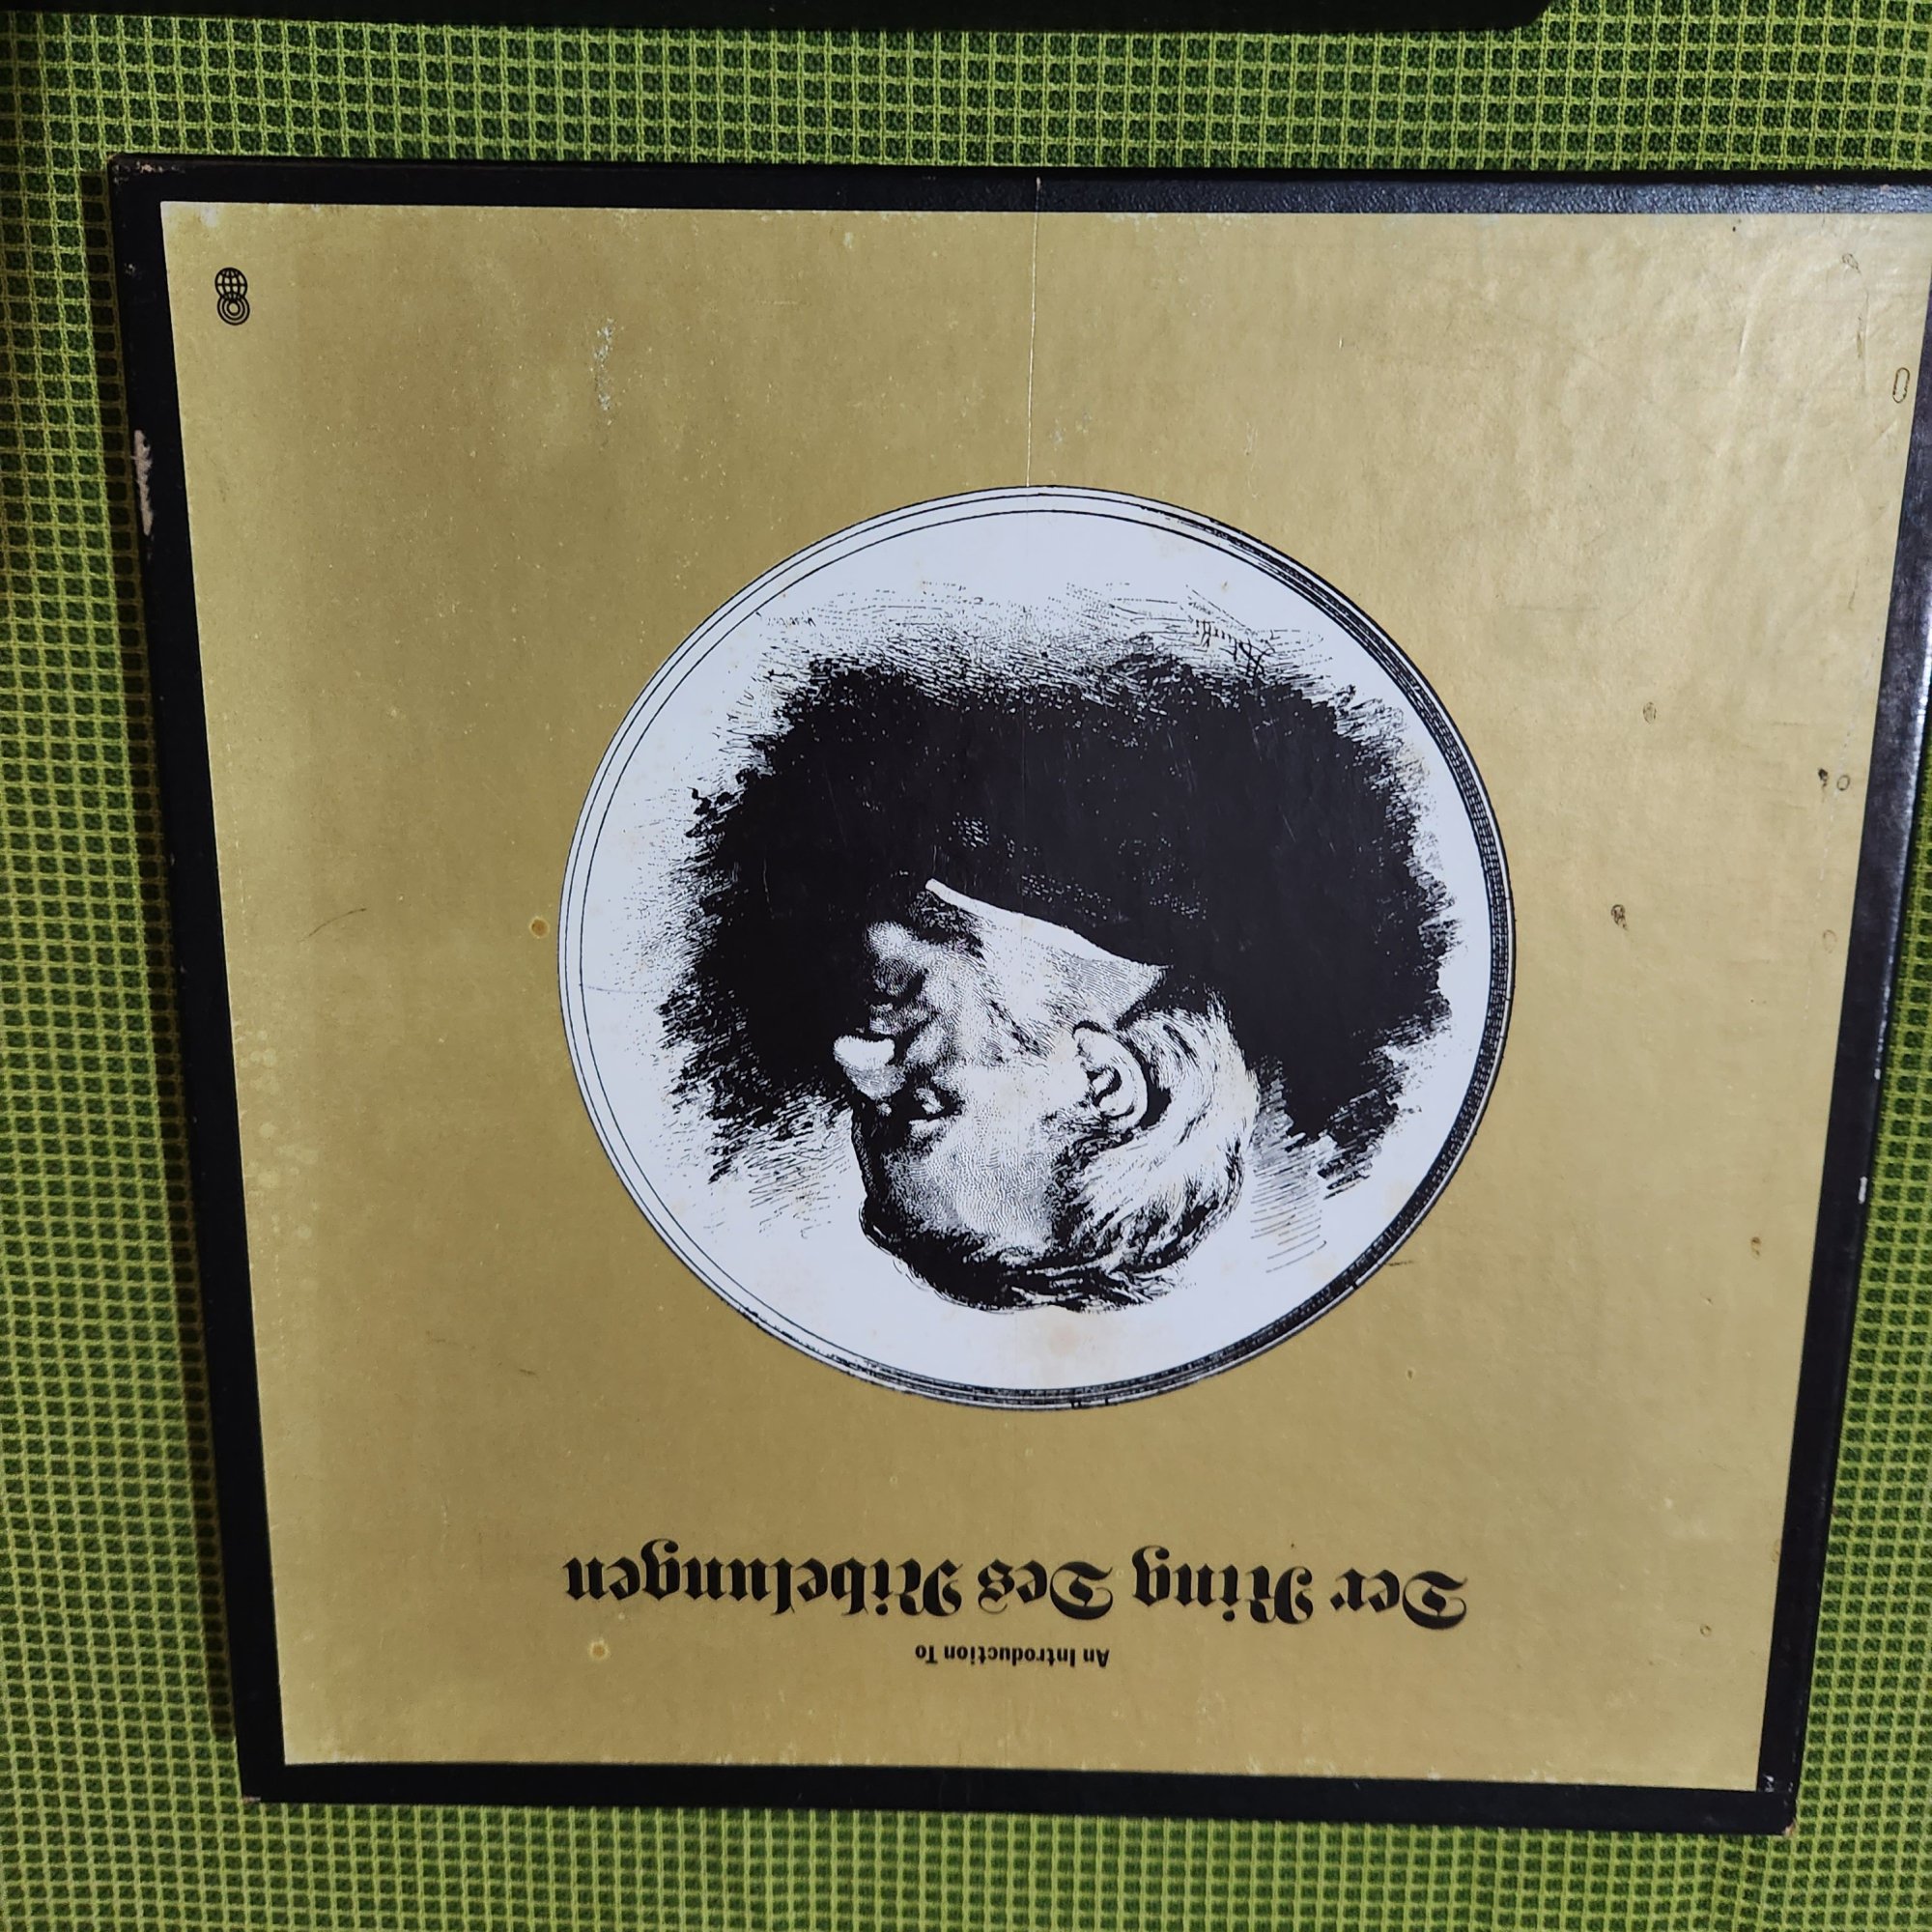 An Introduction To
Der Ring Des Nibelungen